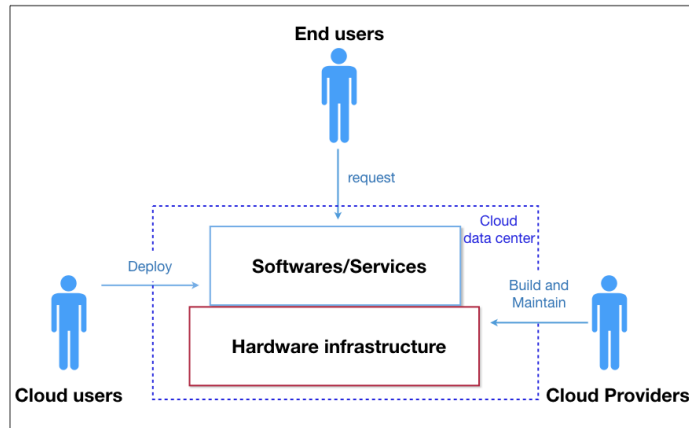 End users
request
Cloud
data center
Softwares/Services
Deploy
Build and
Maintain
Hardware infrastructure
Cloud users
Cloud Providers